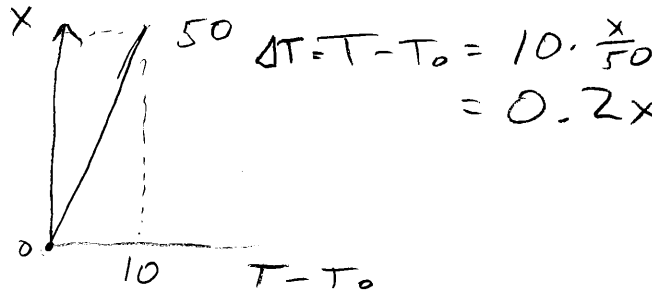 x 50 ΔT = T - T₀ = 10 · x/50
= 0.2x
0
10 T - T₀